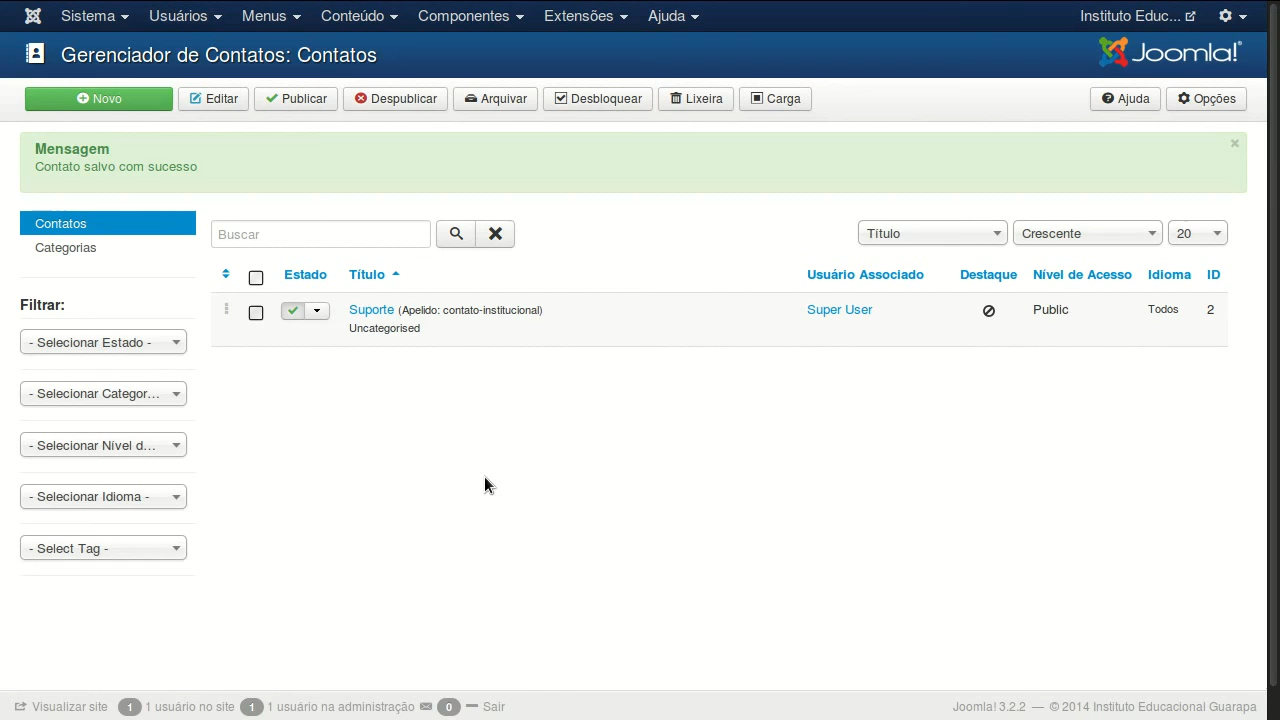 Sistema Usuários Menus Conteúdo Componentes Extensões Ajuda Instituto Educ...
Gerenciador de Contatos: Contatos Joomla!
Novo Editar Publicar Despublicar Arquivar Desbloquear Lixeira Carga Ajuda Opções
Mensagem ×
Contato salvo com sucesso
Contatos
Categorias
Filtrar:
- Selecionar Estado -
- Selecionar Categor...
- Selecionar Nível d...
- Selecionar Idioma -
- Select Tag -
Buscar Título Crescente 20
Estado Título Usuário Associado Destaque Nível de Acesso Idioma ID
Suporte (Apelido: contato-institucional) Super User Public Todos 2
Uncategorised
Visualizar site 1 1 usuário no site 1 1 usuário na administração 0 Sair Joomla! 3.2.2 — © 2014 Instituto Educacional Guarapa